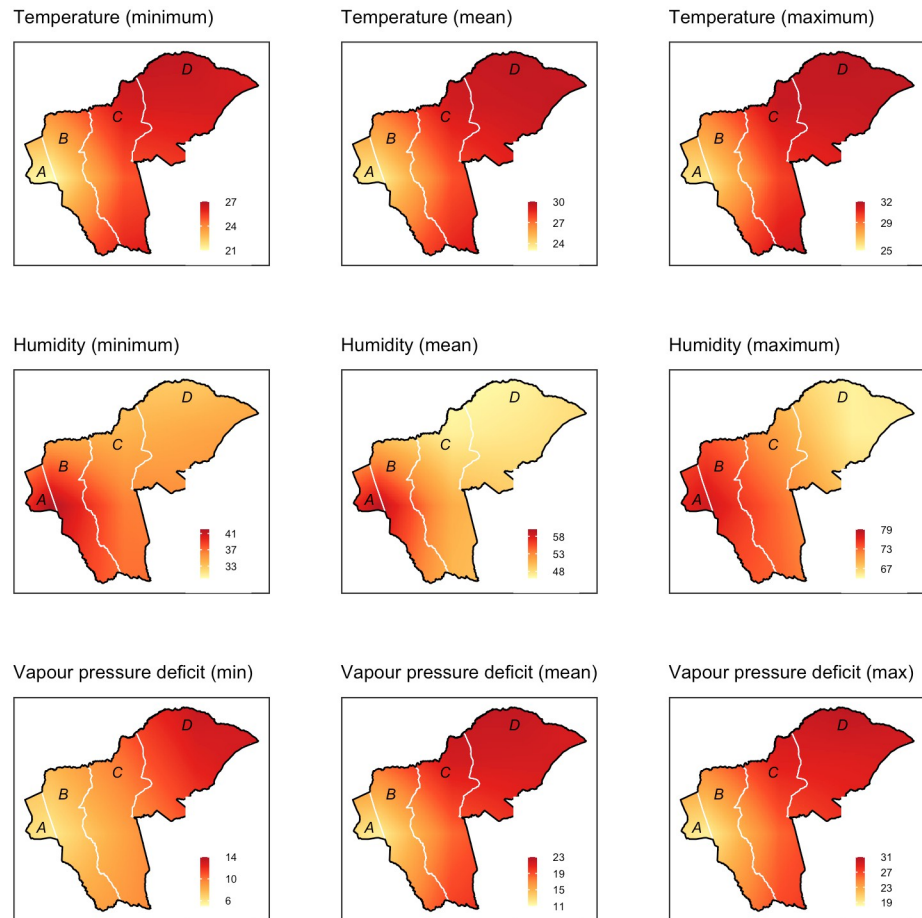 Temperature (minimum)
D
C
B
A
27
24
21
Temperature (mean)
D
C
B
A
30
27
24
Temperature (maximum)
D
C
B
A
32
29
25
Humidity (minimum)
D
C
B
A
41
37
33
Humidity (mean)
D
C
B
A
58
53
48
Humidity (maximum)
D
C
B
A
79
73
67
Vapour pressure deficit (min)
D
C
B
A
14
10
6
Vapour pressure deficit (mean)
D
C
B
A
23
19
15
11
Vapour pressure deficit (max)
D
C
B
A
31
27
23
19